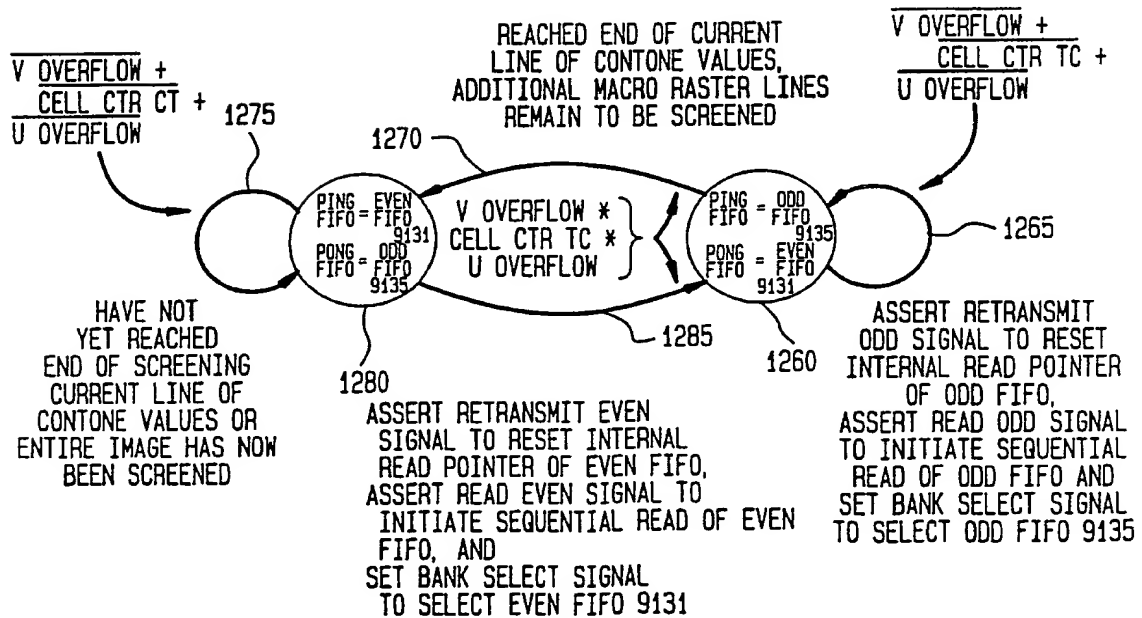 V OVERFLOW +
CELL CTR CT +
U OVERFLOW
1275
REACHED END OF CURRENT
LINE OF CONTONE VALUES,
ADDITIONAL MACRO RASTER LINES
REMAIN TO BE SCREENED
V OVERFLOW +
CELL CTR TC +
U OVERFLOW
1270
PING FIFO = EVEN FIFO
9131
PONG FIFO = ODD FIFO
9135
V OVERFLOW *
CELL CTR TC *
U OVERFLOW
PING FIFO = ODD FIFO
9135
PONG FIFO = EVEN FIFO
9131
1265
1285
1260
1280
HAVE NOT
YET REACHED
END OF SCREENING
CURRENT LINE OF
CONTONE VALUES OR
ENTIRE IMAGE HAS NOW
BEEN SCREENED
ASSERT RETRANSMIT EVEN
SIGNAL TO RESET INTERNAL
READ POINTER OF EVEN FIFO,
ASSERT READ EVEN SIGNAL TO
INITIATE SEQUENTIAL READ OF EVEN
FIFO, AND
SET BANK SELECT SIGNAL
TO SELECT EVEN FIFO 9131
ASSERT RETRANSMIT
ODD SIGNAL TO RESET
INTERNAL READ POINTER
OF ODD FIFO,
ASSERT READ ODD SIGNAL
TO INITIATE SEQUENTIAL
READ OF ODD FIFO AND
SET BANK SELECT SIGNAL
TO SELECT ODD FIFO 9135